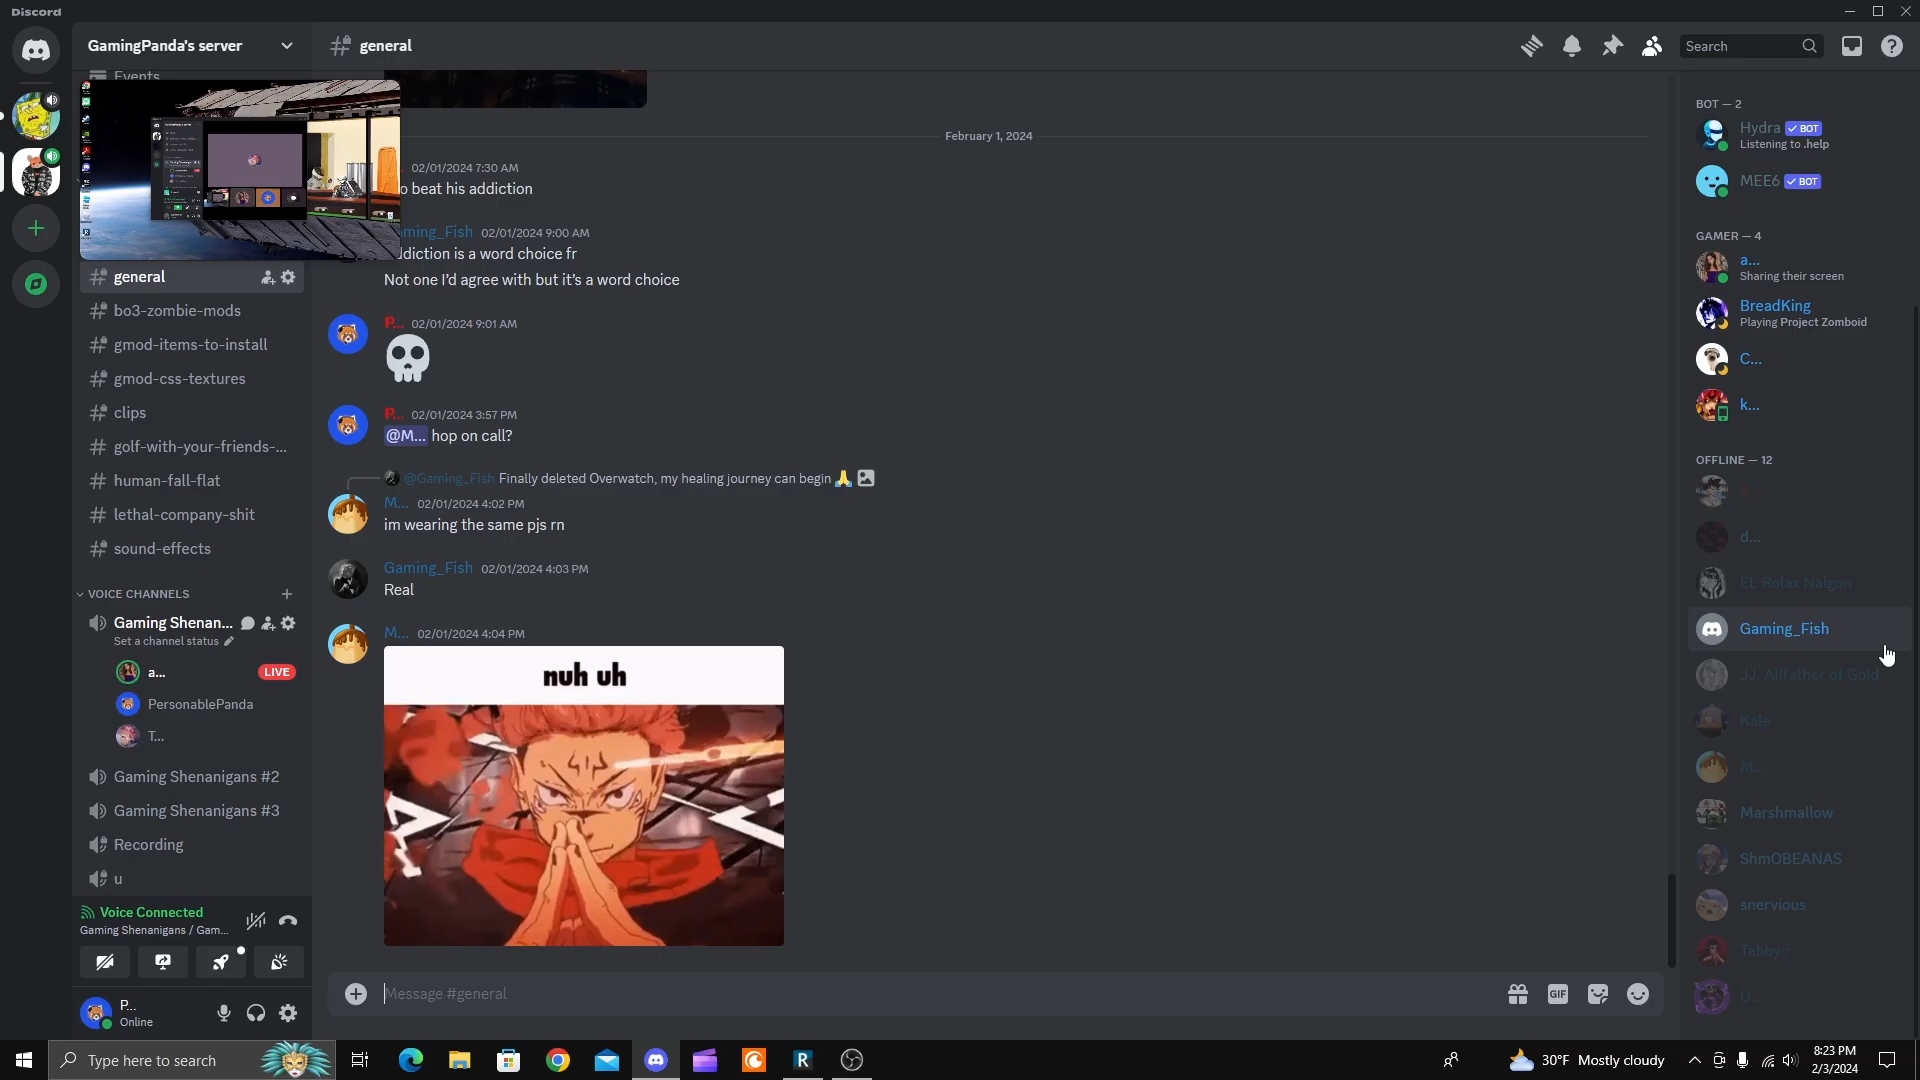 Discord
GamingPanda's server
general
Search
Events
general
bo3-zombie-mods
gmod-items-to-install
gmod-css-textures
clips
golf-with-your-friends-...
human-fall-flat
lethal-company-shit
sound-effects
VOICE CHANNELS
Gaming Shenan...
Set a channel status
a...
LIVE
PersonablePanda
T...
Gaming Shenanigans #2
Gaming Shenanigans #3
Recording
u
Voice Connected
Gaming Shenanigans / Gam...
P...
Online
February 1, 2024
02/01/2024 7:30 AM
o beat his addiction
ming_Fish 02/01/2024 9:00 AM
ddiction is a word choice fr
Not one I'd agree with but it's a word choice
P... 02/01/2024 9:01 AM
P... 02/01/2024 3:57 PM
@M... hop on call?
@Gaming_Fish Finally deleted Overwatch, my healing journey can begin 🙏
M... 02/01/2024 4:02 PM
im wearing the same pjs rn
Gaming_Fish 02/01/2024 4:03 PM
Real
M... 02/01/2024 4:04 PM
nuh uh
Message #general
GIF
BOT — 2
Hydra BOT
Listening to .help
MEE6 BOT
GAMER — 4
a...
Sharing their screen
BreadKing
Playing Project Zomboid
C...
k...
OFFLINE — 12
d...
EL Rolax Nalgon
Gaming_Fish
JJ. Allfather of Gold
Kale
M...
Marshmallow
ShmOBEANAS
snervious
Tabby~
U...
Type here to search
R
30°F Mostly cloudy
8:23 PM
2/3/2024